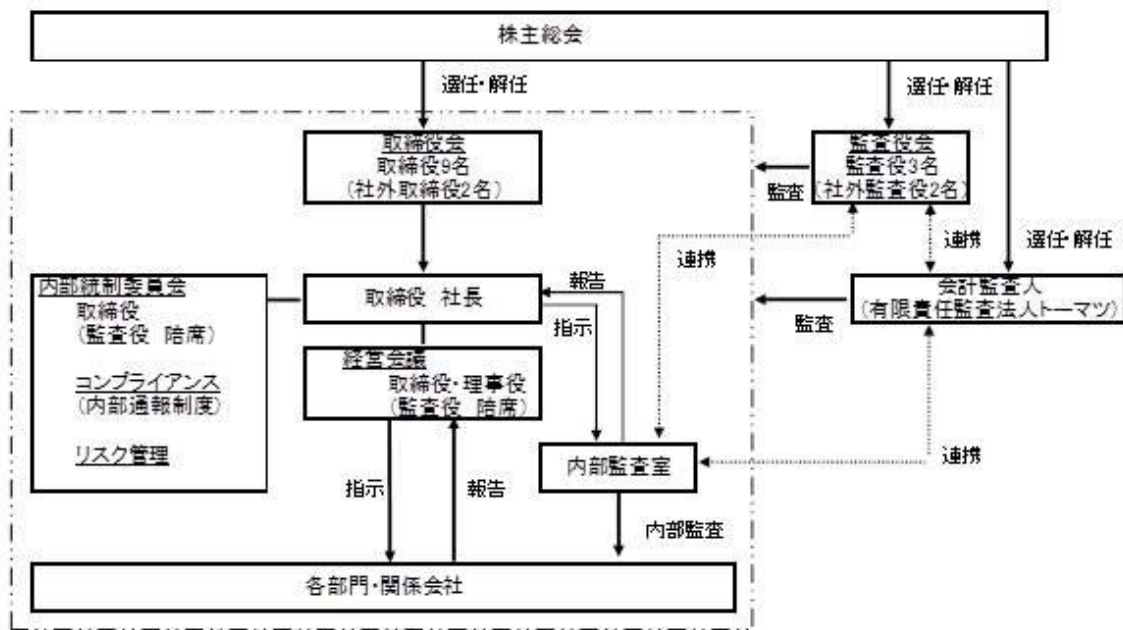 株主総会
選任・解任
選任・解任
取締役会
取締役9名
(社外取締役2名)
監査役会
監査役3名
(社外監査役2名)
監査
連携
連携
選任・解任
内部統制委員会
取締役
(監査役 陪席)
コンプライアンス
(内部通報制度)
リスク管理
取締役 社長
報告
指示
会計監査人
(有限責任監査法人トーマツ)
監査
経営会議
取締役・理事役
(監査役 陪席)
内部監査室
連携
指示
報告
内部監査
各部門・関係会社